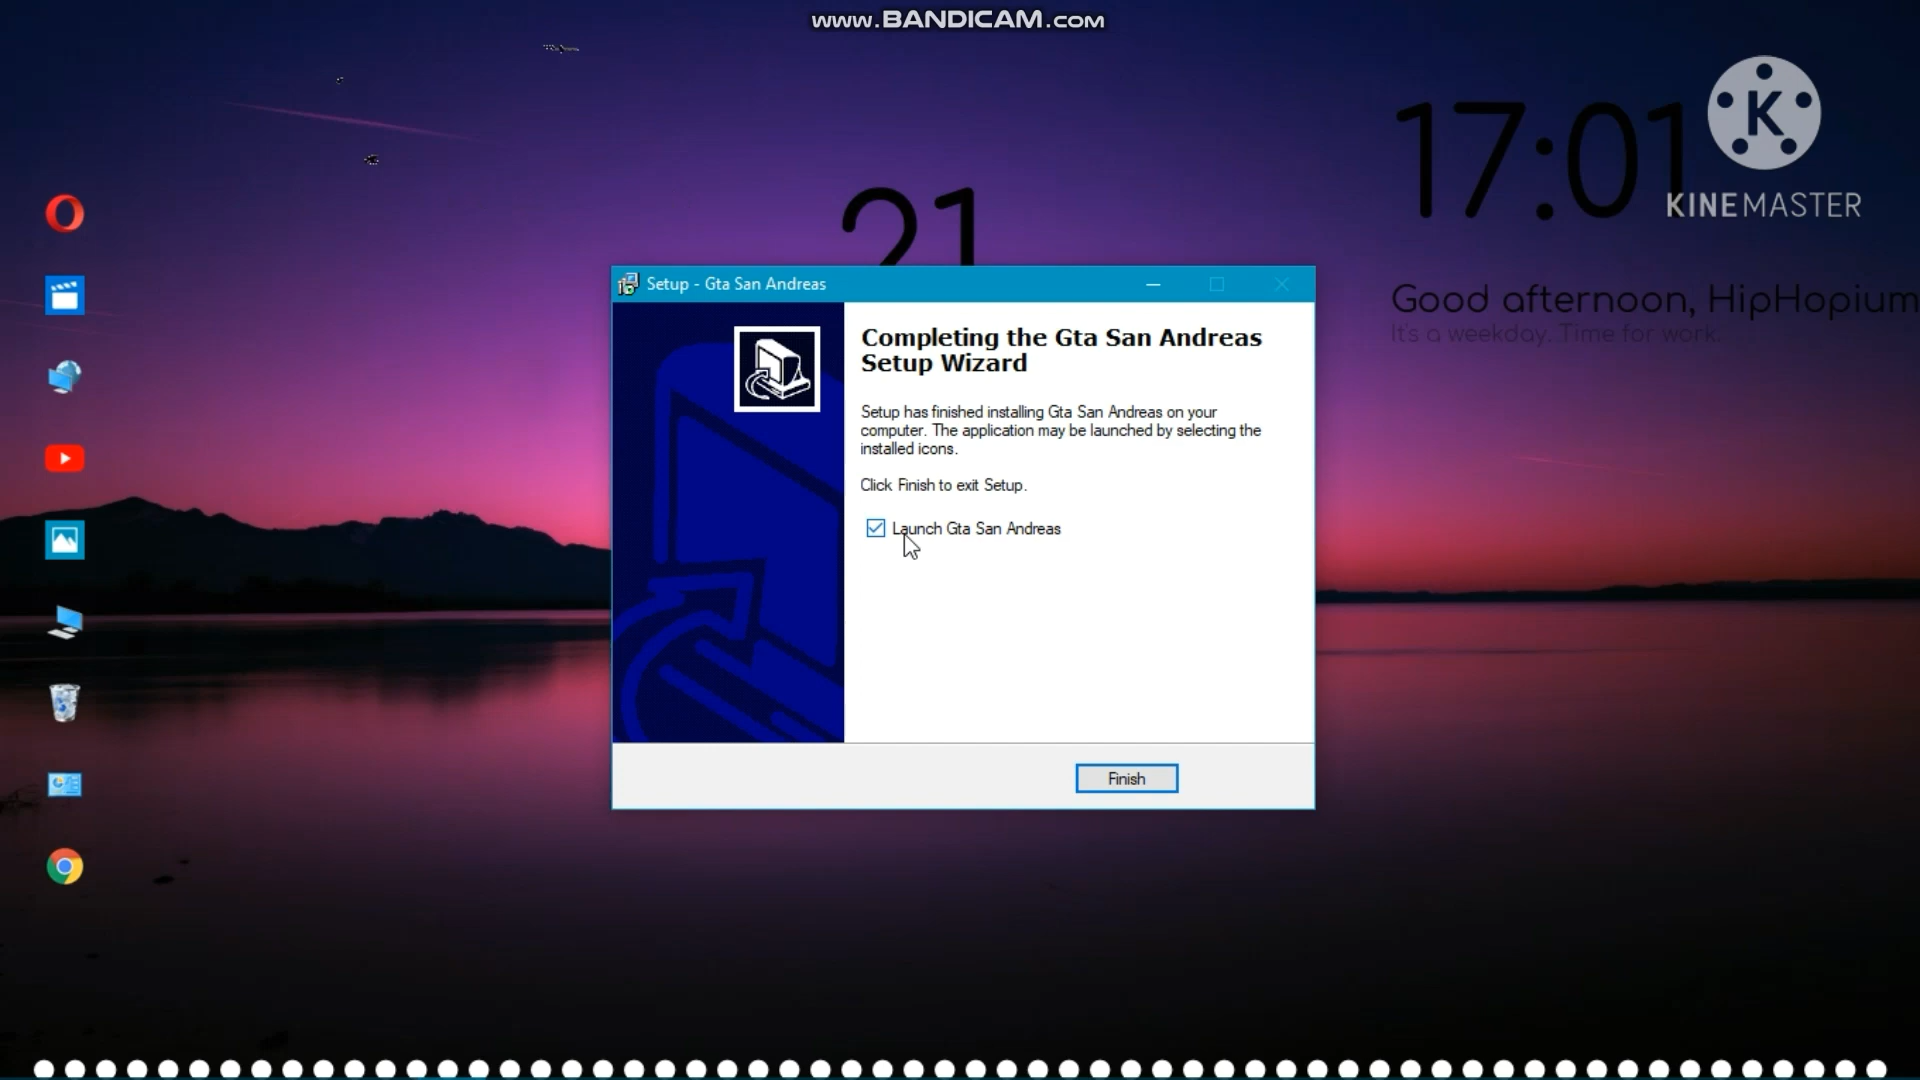 www.BANDICAM.com
17:01
K
KINEMASTER
21
Good afternoon, HipHopium
It's a weekday. Time for work.
Setup - Gta San Andreas
Completing the Gta San Andreas
Setup Wizard
Setup has finished installing Gta San Andreas on your
computer. The application may be launched by selecting the
installed icons.
Click Finish to exit Setup.
Launch Gta San Andreas
Finish